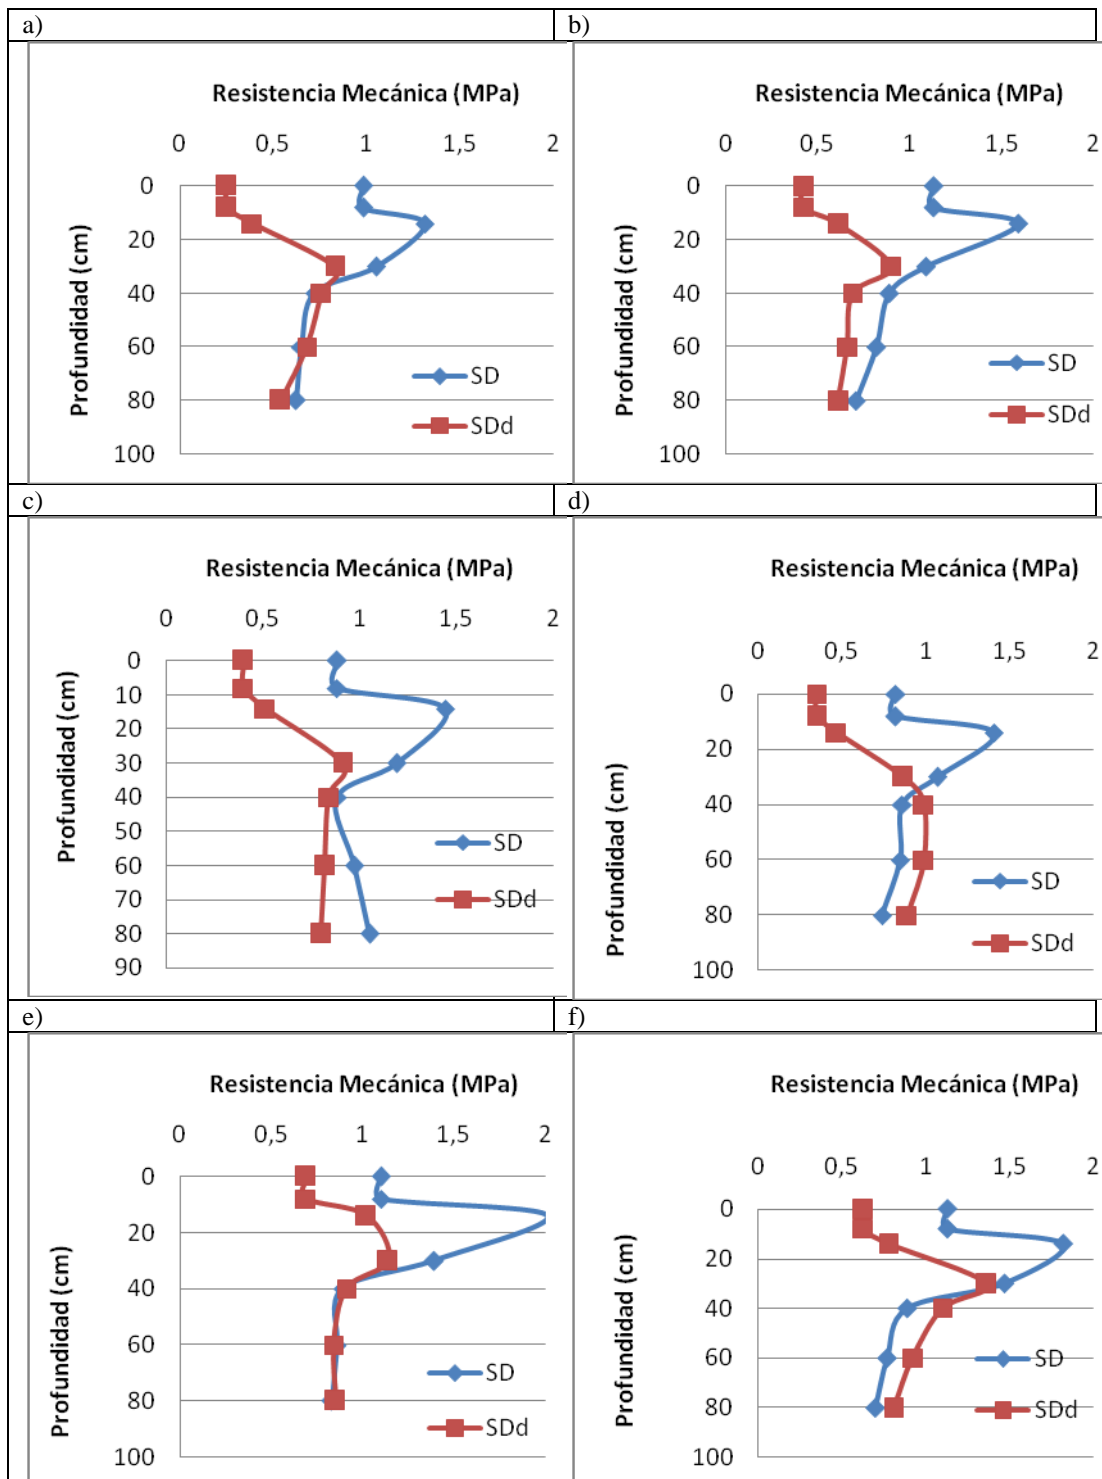 a)
b)
Resistencia Mecánica (MPa)
0 0,5 1 1,5 2
0
20
40
60
80
100
Profundidad (cm)
SD
SDd
Resistencia Mecánica (MPa)
0 0,5 1 1,5 2
0
20
40
60
80
100
Profundidad (cm)
SD
SDd
c)
d)
Resistencia Mecánica (MPa)
0 0,5 1 1,5 2
0
10
20
30
40
50
60
70
80
90
Profundidad (cm)
SD
SDd
Resistencia Mecánica (MPa)
0 0,5 1 1,5 2
0
20
40
60
80
100
Profundidad (cm)
SD
SDd
e)
f)
Resistencia Mecánica (MPa)
0 0,5 1 1,5 2
0
20
40
60
80
100
Profundidad (cm)
SD
SDd
Resistencia Mecánica (MPa)
0 0,5 1 1,5 2
0
20
40
60
80
100
Profundidad (cm)
SD
SDd